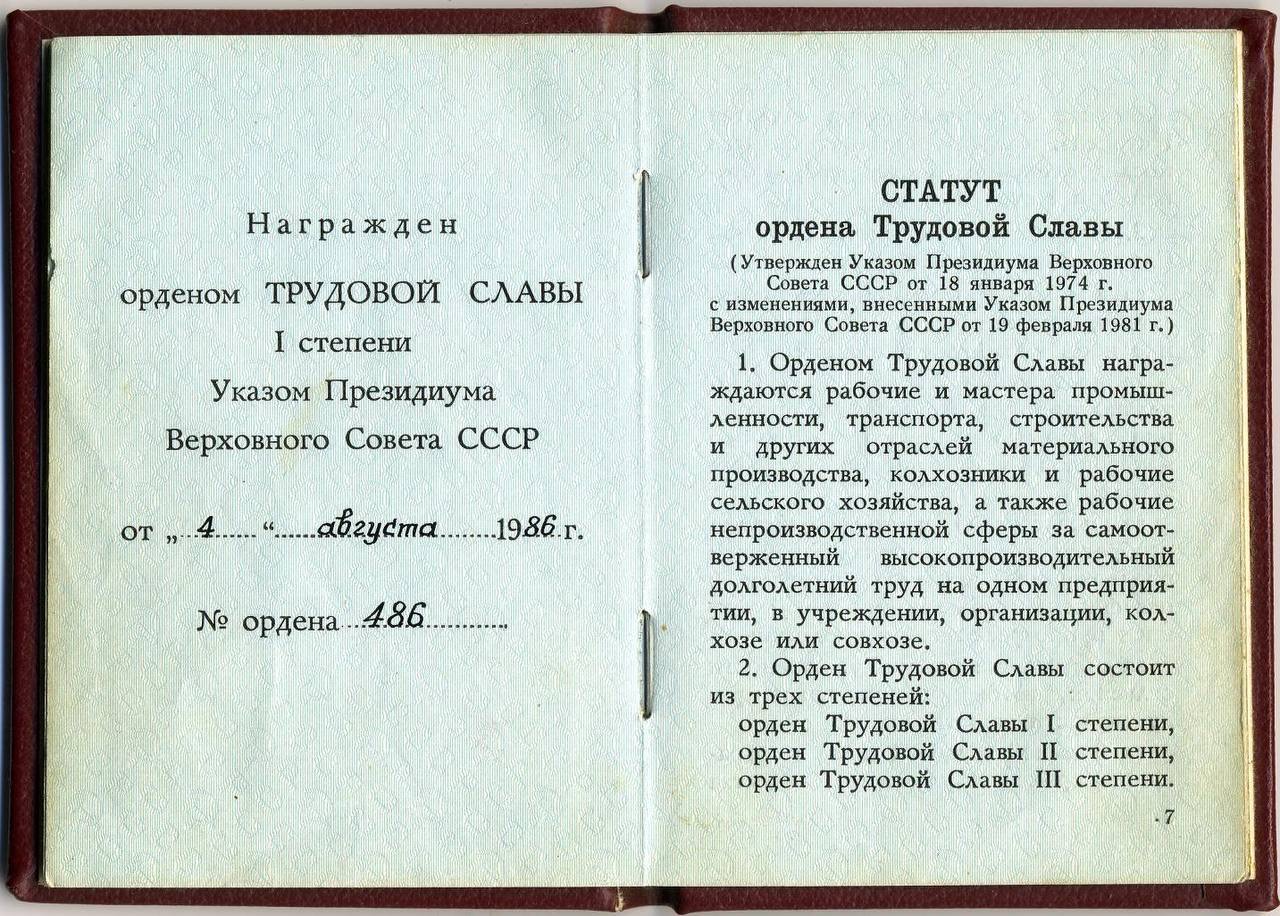 Награжден
орденом ТРУДОВОЙ СЛАВЫ
I степени
Указом Президиума
Верховного Совета СССР
от „ 4 “ августа 1986 г.
№ ордена 486
СТАТУТ
ордена Трудовой Славы
(Утвержден Указом Президиума Верховного
Совета СССР от 18 января 1974 г.
с изменениями, внесенными Указом Президиума
Верховного Совета СССР от 19 февраля 1981 г.)
1. Орденом Трудовой Славы награ-
ждаются рабочие и мастера промыш-
ленности, транспорта, строительства
и других отраслей материального
производства, колхозники и рабочие
сельского хозяйства, а также рабочие
непроизводственной сферы за самоот-
верженный высокопроизводительный
долголетний труд на одном предприя-
тии, в учреждении, организации, кол-
хозе или совхозе.
2. Орден Трудовой Славы состоит
из трех степеней:
орден Трудовой Славы I степени,
орден Трудовой Славы II степени,
орден Трудовой Славы III степени.
7